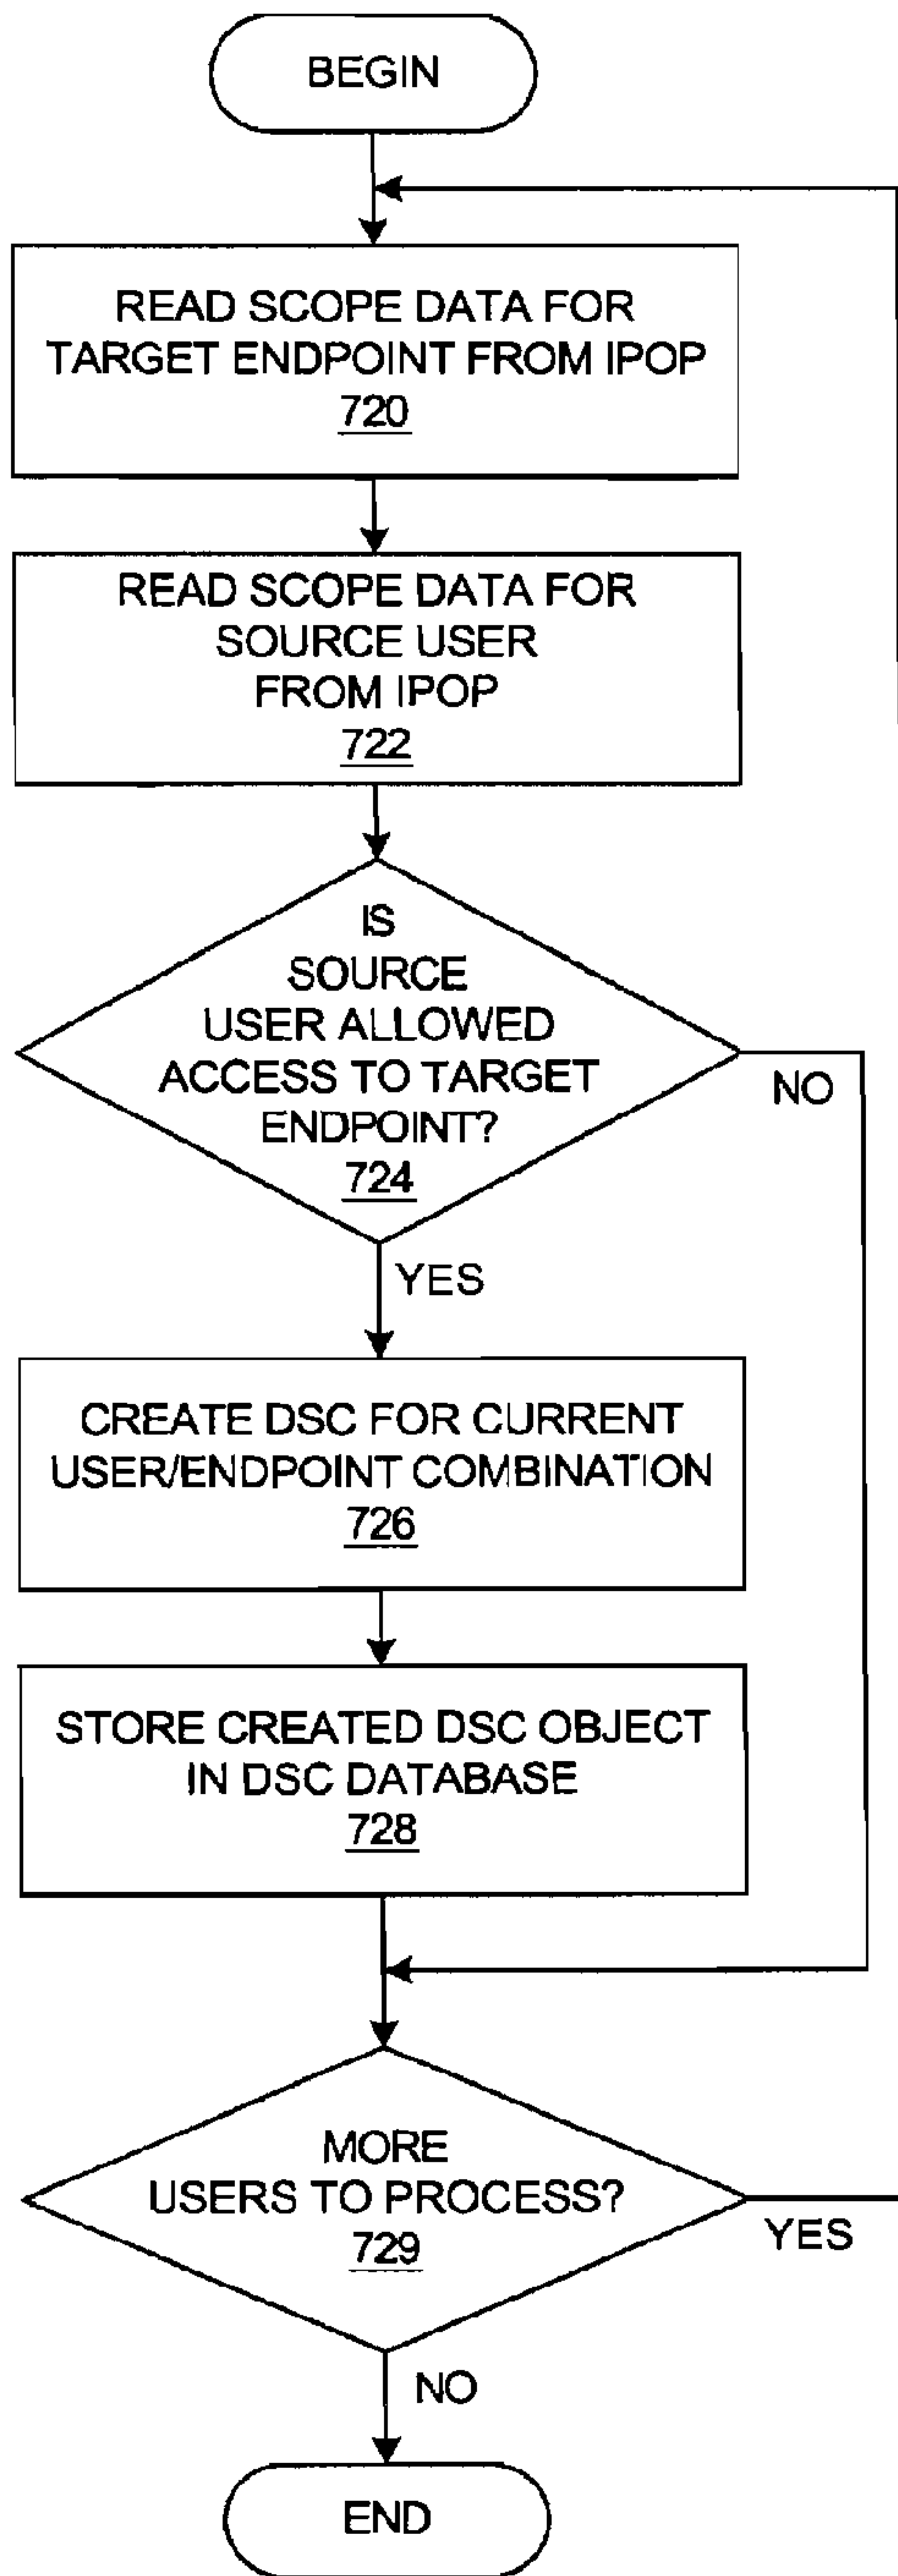 BEGIN
READ SCOPE DATA FOR
TARGET ENDPOINT FROM IPOP
720
READ SCOPE DATA FOR
SOURCE USER
FROM IPOP
722
IS
SOURCE
USER ALLOWED
ACCESS TO TARGET
ENDPOINT?
724
NO
YES
CREATE DSC FOR CURRENT
USER/ENDPOINT COMBINATION
726
STORE CREATED DSC OBJECT
IN DSC DATABASE
728
MORE
USERS TO PROCESS?
729
YES
NO
END